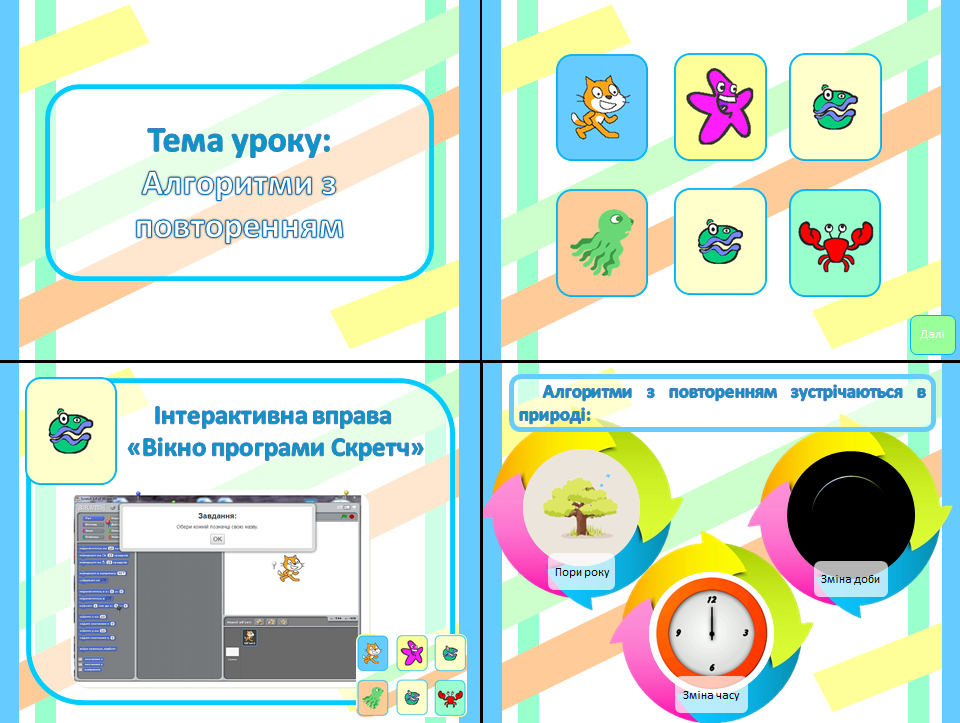 Тема уроку:
Алгоритми з
повторенням
Далі
Інтерактивна вправа
«Вікно програми Скретч»
Завдання:
Обери кожній позначці свою назву.
OK
Алгоритми з повторенням зустрічаються в
природі:
Пори року
Зміна доби
12
9
3
6
Зміна часу